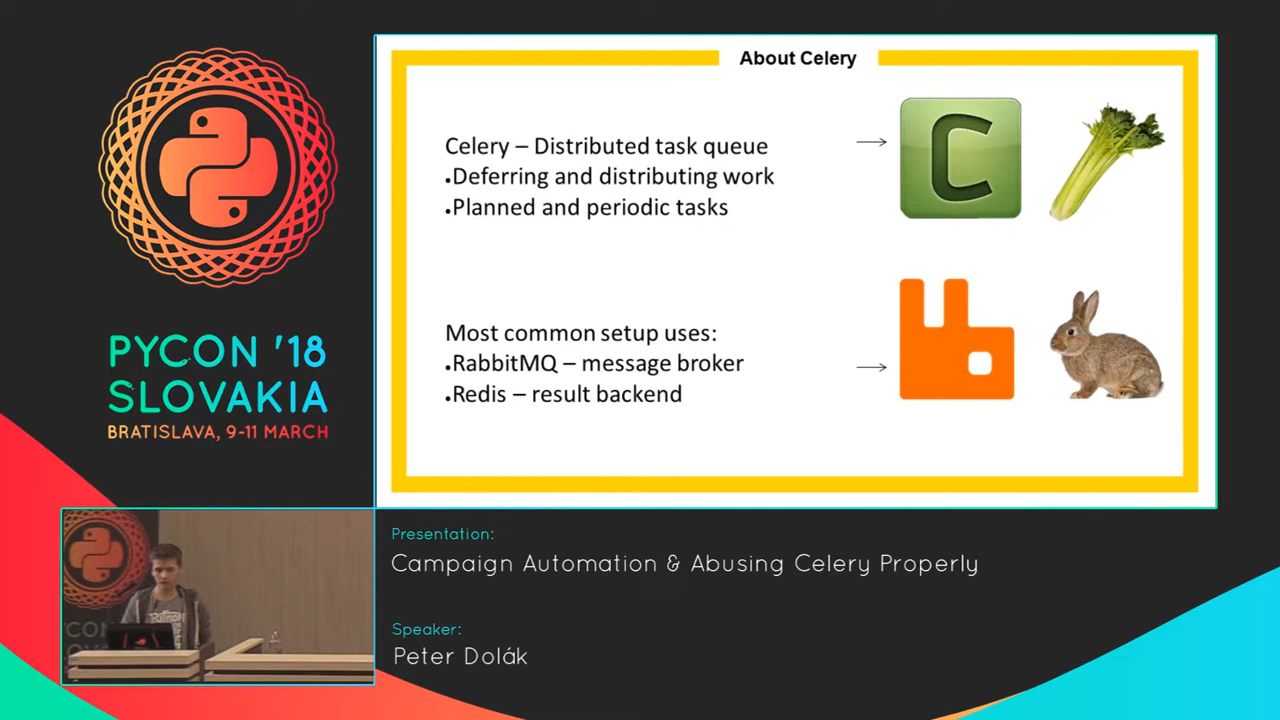 PYCON '18
SLOVAKIA
BRATISLAVA, 9-11 MARCH
About Celery
Celery – Distributed task queue
•Deferring and distributing work
•Planned and periodic tasks
Most common setup uses:
•RabbitMQ – message broker
•Redis – result backend
C
Presentation:
Campaign Automation & Abusing Celery Properly
Speaker:
Peter Dolák